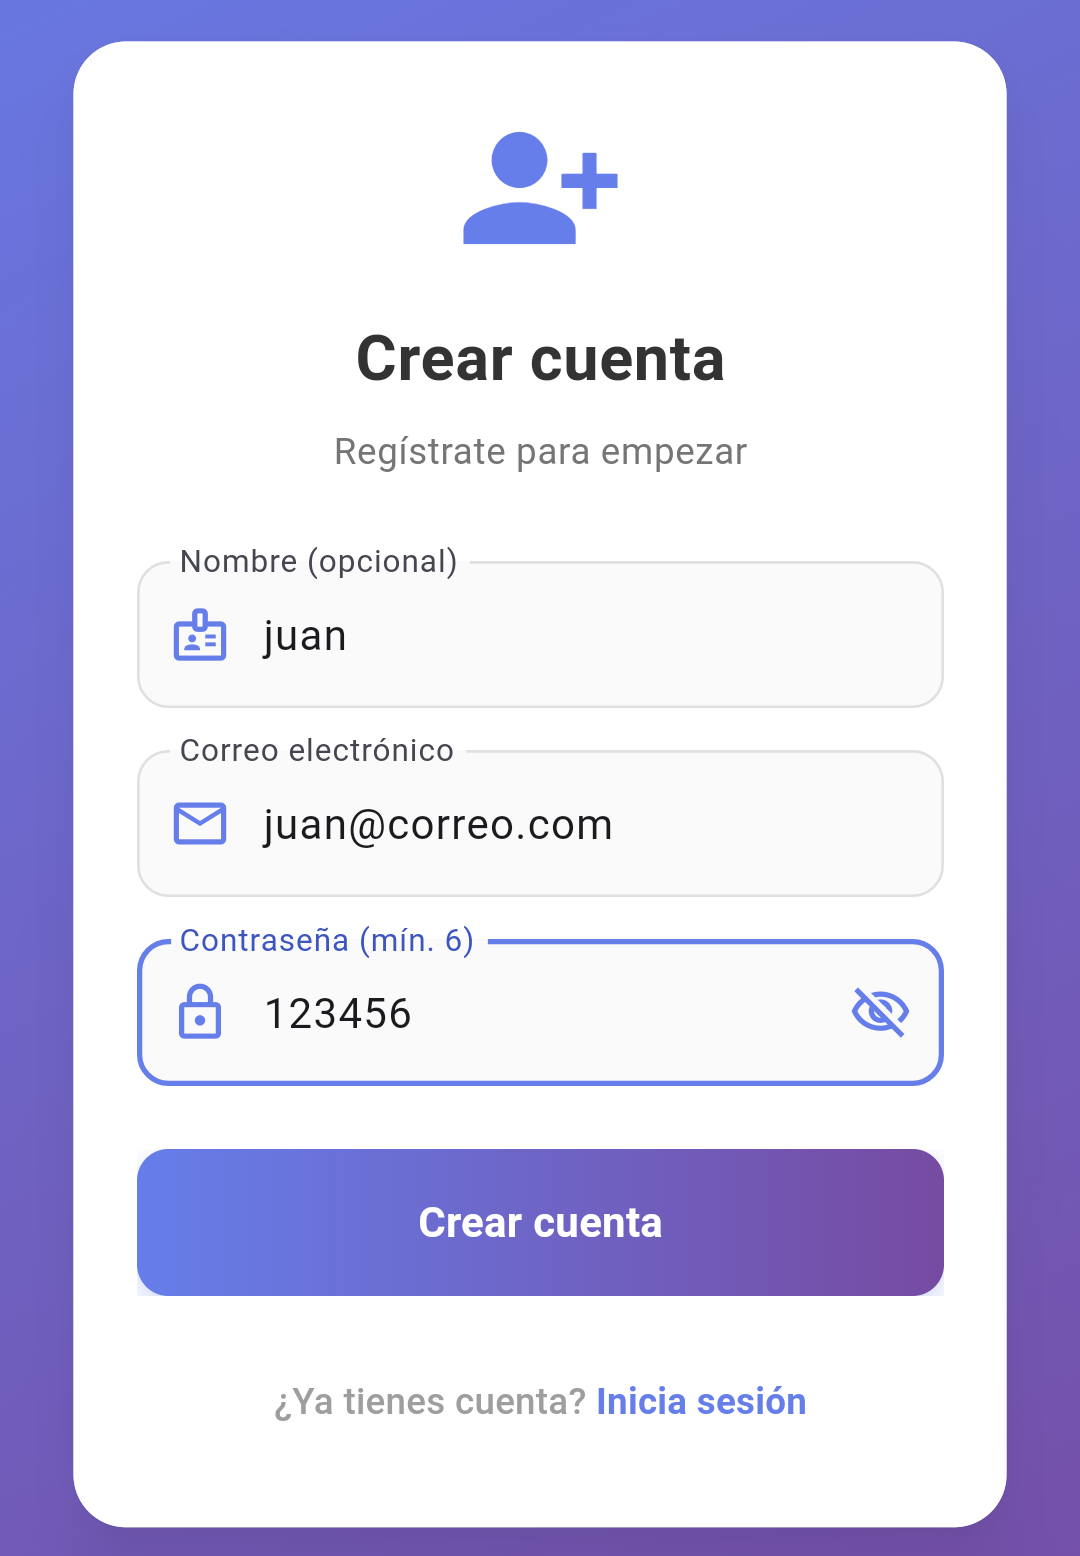 Crear cuenta
Regístrate para empezar
Nombre (opcional)
juan
Correo electrónico
juan@correo.com
Contraseña (mín. 6)
123456
Crear cuenta
¿Ya tienes cuenta? Inicia sesión